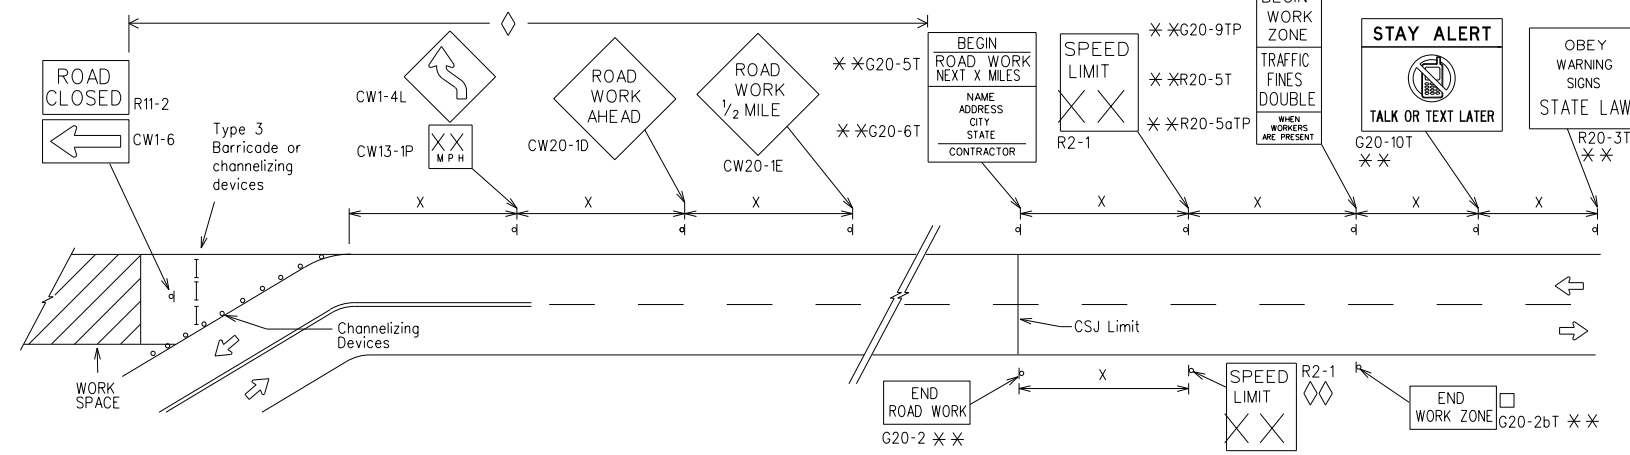 ROAD
CLOSED
R11-2
CW1-6
Type 3
Barricade or
channelizing
devices
CW1-4L
XX
MPH
CW13-1P
ROAD
WORK
AHEAD
CW20-1D
ROAD
WORK
1/2 MILE
CW20-1E
**G20-5T
**G20-6T
BEGIN
ROAD WORK
NEXT X MILES
NAME
ADDRESS
CITY
STATE
CONTRACTOR
SPEED
LIMIT
XX
R2-1
**G20-9TP
**R20-5T
**R20-5aTP
BEGIN
WORK
ZONE
TRAFFIC
FINES
DOUBLE
WHEN
WORKERS
ARE PRESENT
STAY ALERT
TALK OR TEXT LATER
G20-10T
**
OBEY
WARNING
SIGNS
STATE LAW
R20-3T
**
X
X
X
X
X
X
X
Channelizing
Devices
WORK
SPACE
CSJ Limit
END
ROAD WORK
G20-2 **
X
SPEED
LIMIT
XX
R2-1
END
WORK ZONE
G20-2bT **